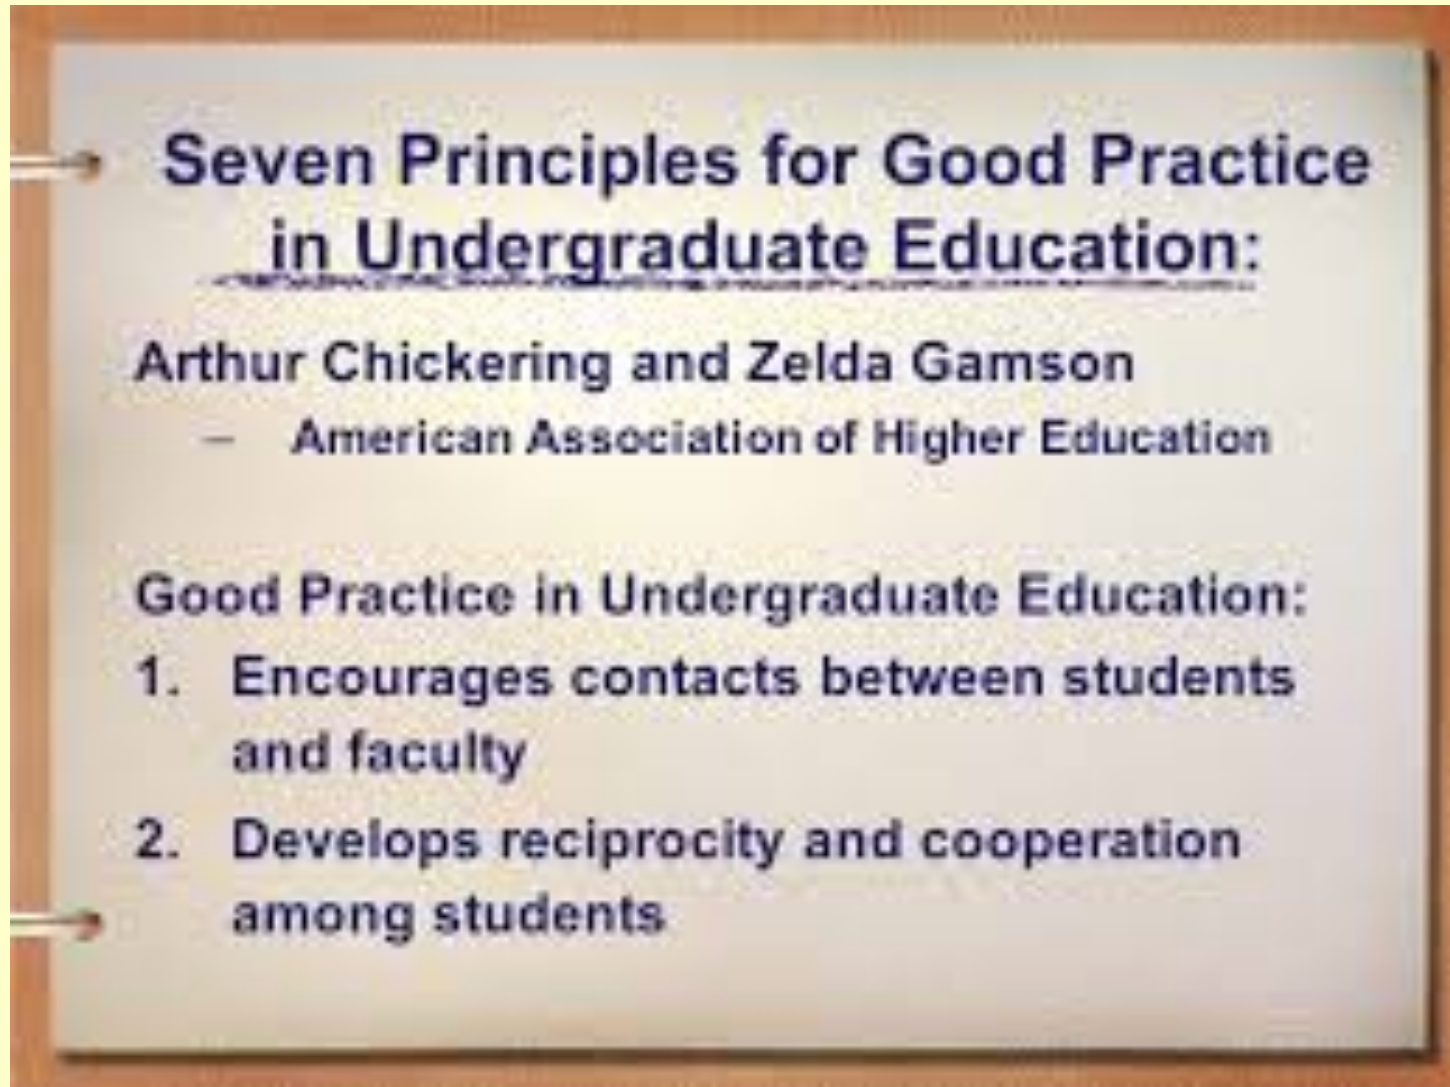 Seven Principles for Good Practice
in Undergraduate Education:
Arthur Chickering and Zelda Gamson
– American Association of Higher Education
Good Practice in Undergraduate Education:
1. Encourages contacts between students
and faculty
2. Develops reciprocity and cooperation
among students